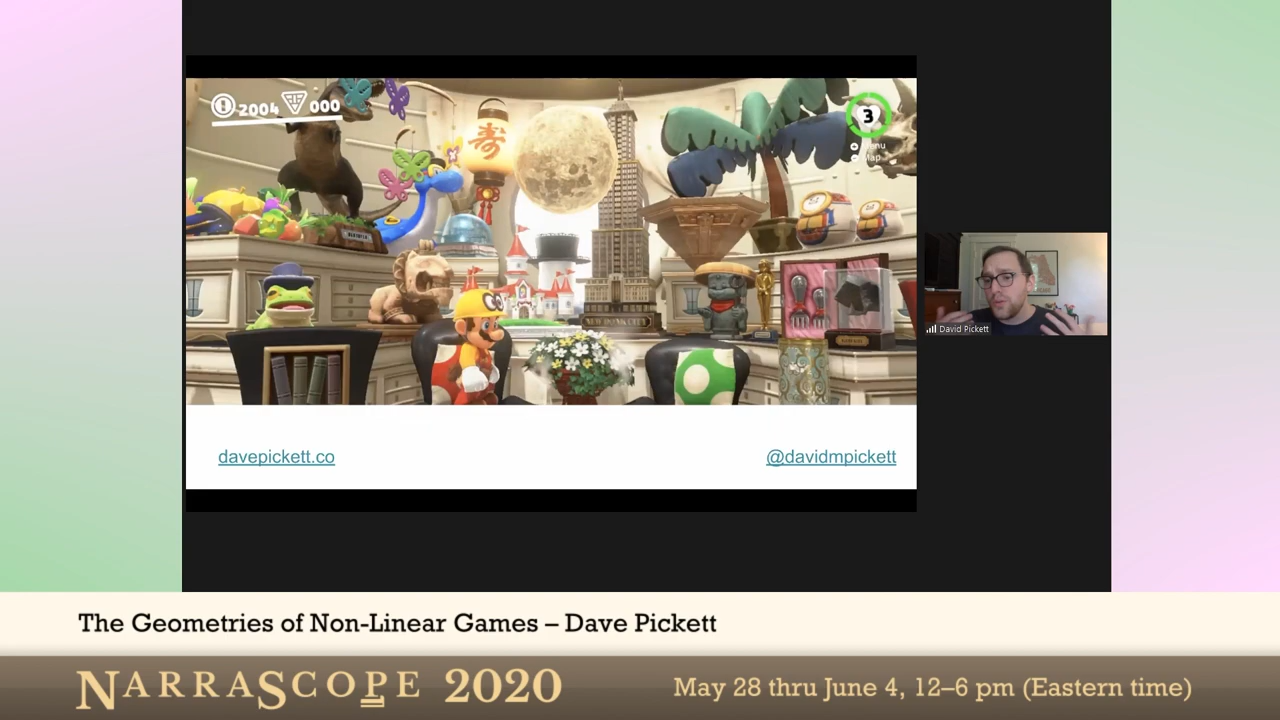 2004 000
3
Menu
Map
寿
davepickett.co
@davidmpickett
David Pickett
The Geometries of Non-Linear Games – Dave Pickett
NARRASCOPE 2020
May 28 thru June 4, 12–6 pm (Eastern time)